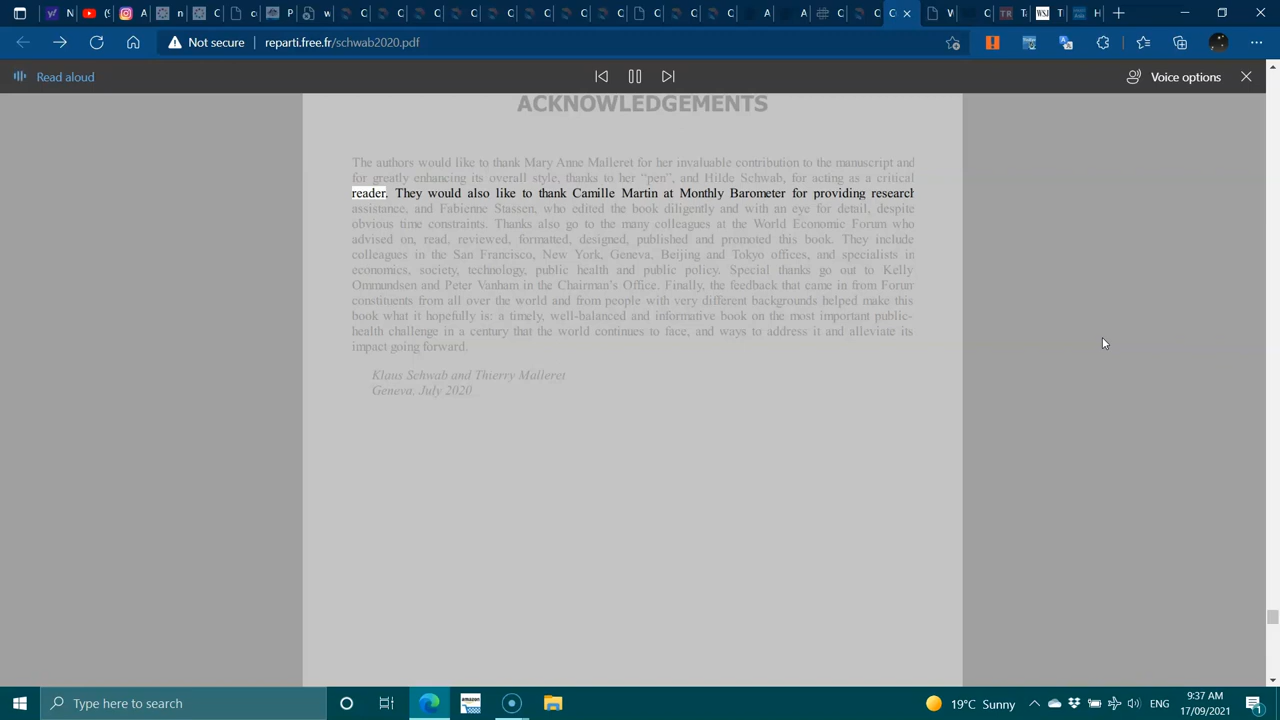 N
(
A
n
C
c
P
w
C
C
C
C
C
C
C
C
C
C
C
A
A
c
C
C
W
C
T
T
H
Not secure | reparti.free.fr/schwab2020.pdf
Read aloud
Voice options
ACKNOWLEDGEMENTS
The authors would like to thank Mary Anne Malleret for her invaluable contribution to the manuscript and
for greatly enhancing its overall style, thanks to her “pen”, and Hilde Schwab, for acting as a critical
reader. They would also like to thank Camille Martin at Monthly Barometer for providing research
assistance, and Fabienne Stassen, who edited the book diligently and with an eye for detail, despite
obvious time constraints. Thanks also go to the many colleagues at the World Economic Forum who
advised on, read, reviewed, formatted, designed, published and promoted this book. They include
colleagues in the San Francisco, New York, Geneva, Beijing and Tokyo offices, and specialists in
economics, society, technology, public health and public policy. Special thanks go out to Kelly
Ommundsen and Peter Vanham in the Chairman’s Office. Finally, the feedback that came in from Forum
constituents from all over the world and from people with very different backgrounds helped make this
book what it hopefully is: a timely, well-balanced and informative book on the most important public-
health challenge in a century that the world continues to face, and ways to address it and alleviate its
impact going forward.
Klaus Schwab and Thierry Malleret
Geneva, July 2020
Type here to search
19°C Sunny
ENG
9:37 AM
17/09/2021